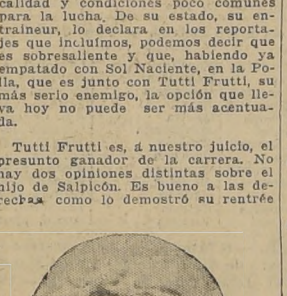 calidad y condiciones poco comunes
para la lucha. De su estado, su en-
traineur, lo declara en los reporta-
jes que incluímos, podemos decir que
es sobresaliente y que, habiendo ya
empatado con Sol Naciente, en la Po-
lla, que es junto con Tutti Frutti, su
más serio enemigo, la opción que lle-
va hoy no puede ser más acentua-
da.
Tutti Frutti es, á nuestro juicio, el
presunto ganador de la carrera. No
hay dos opiniones distintas sobre el
hijo de Salpicón. Es bueno a las de-
rechas como lo demostró su rentrée